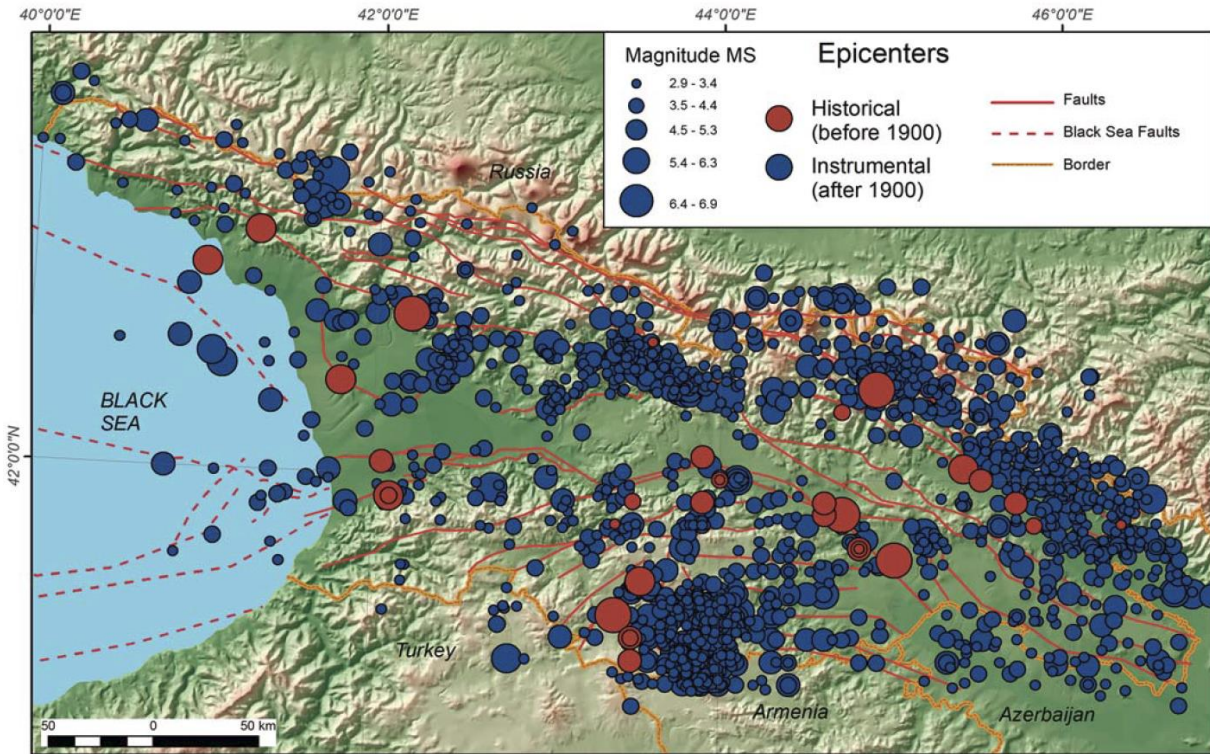 40°0'0"E
42°0'0"E
44°0'0"E
46°0'0"E
Magnitude MS
2.9 - 3.4
3.5 - 4.4
4.5 - 5.3
5.4 - 6.3
6.4 - 6.9
Epicenters
Historical
(before 1900)
Instrumental
(after 1900)
Faults
Black Sea Faults
Border
Russia
BLACK
SEA
42°0'0"N
Turkey
Armenia
Azerbaijan
50 0 50 km